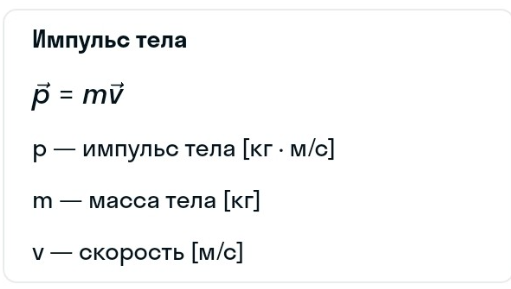 Импульс тела
p⃗ = mv⃗
p — импульс тела [кг · м/с]
m — масса тела [кг]
v — скорость [м/с]